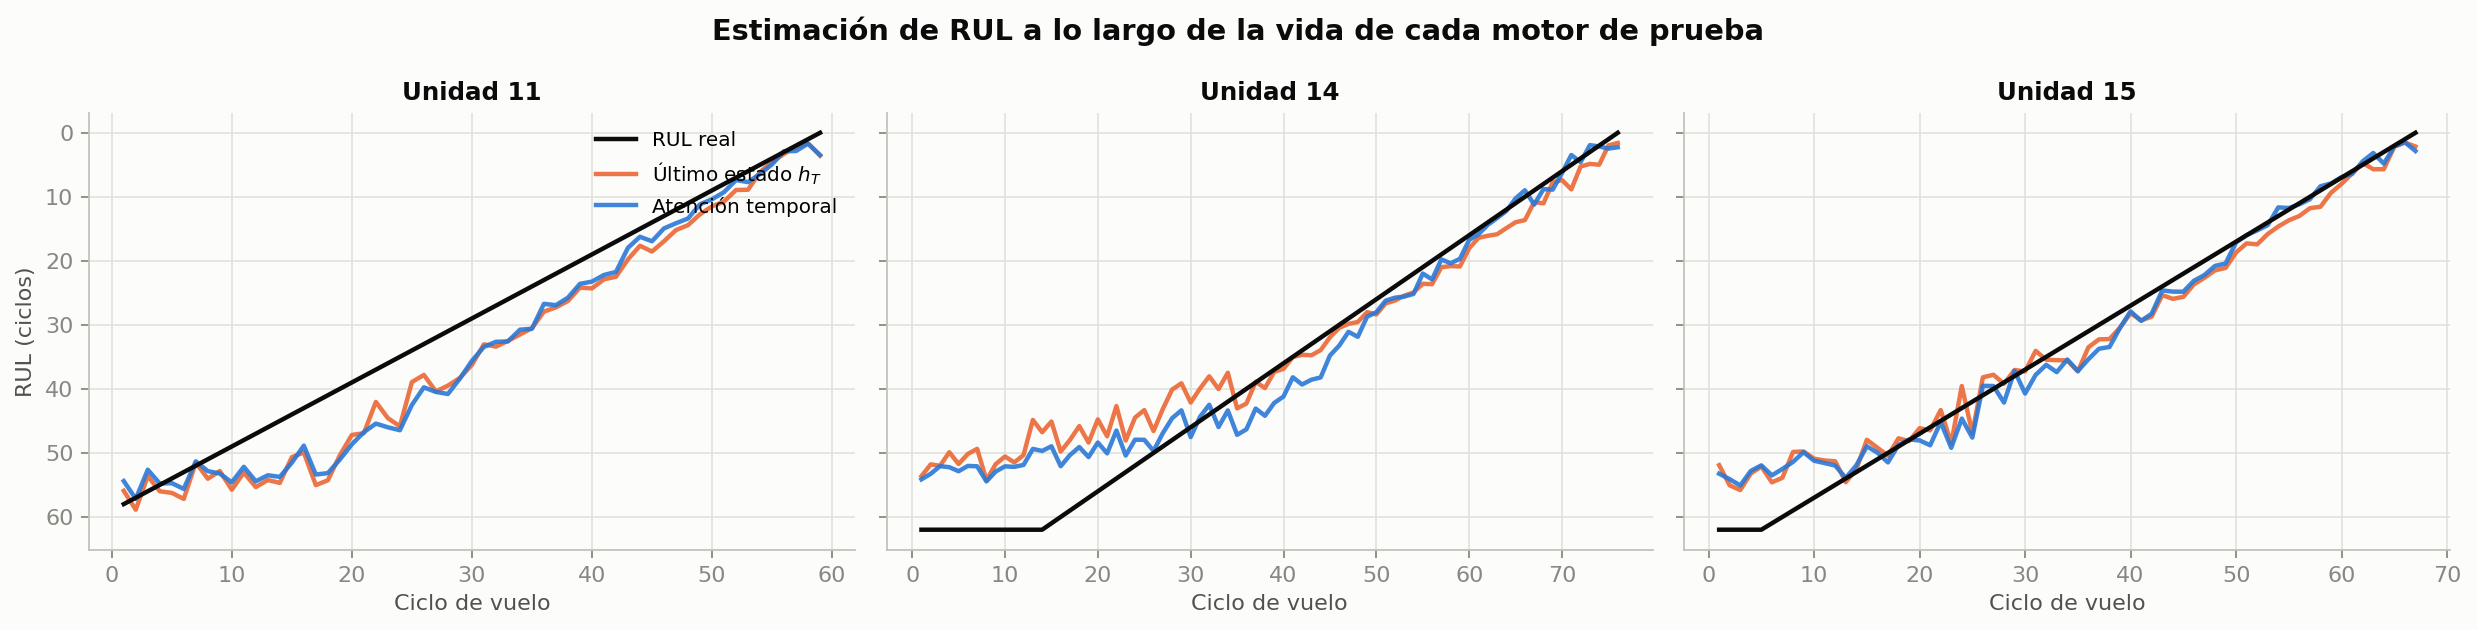 Estimación de RUL a lo largo de la vida de cada motor de prueba
Unidad 11
Unidad 14
Unidad 15
RUL real
Último estado h_T
Atención temporal
RUL (ciclos)
0
10
20
30
40
50
60
0 10 20 30 40 50 60
0 10 20 30 40 50 60 70
0 10 20 30 40 50 60 70
Ciclo de vuelo
Ciclo de vuelo
Ciclo de vuelo